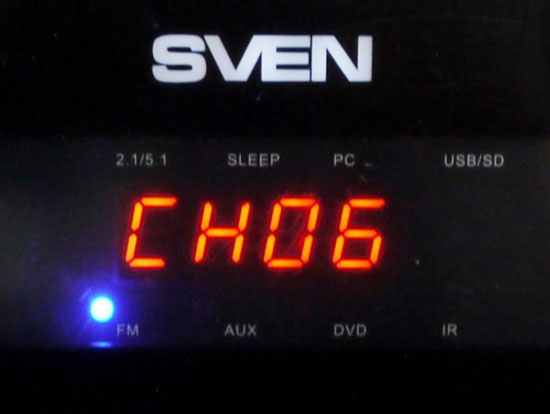 SVEN
2.1/5.1 SLEEP PC USB/SD
CH06
FM AUX DVD IR